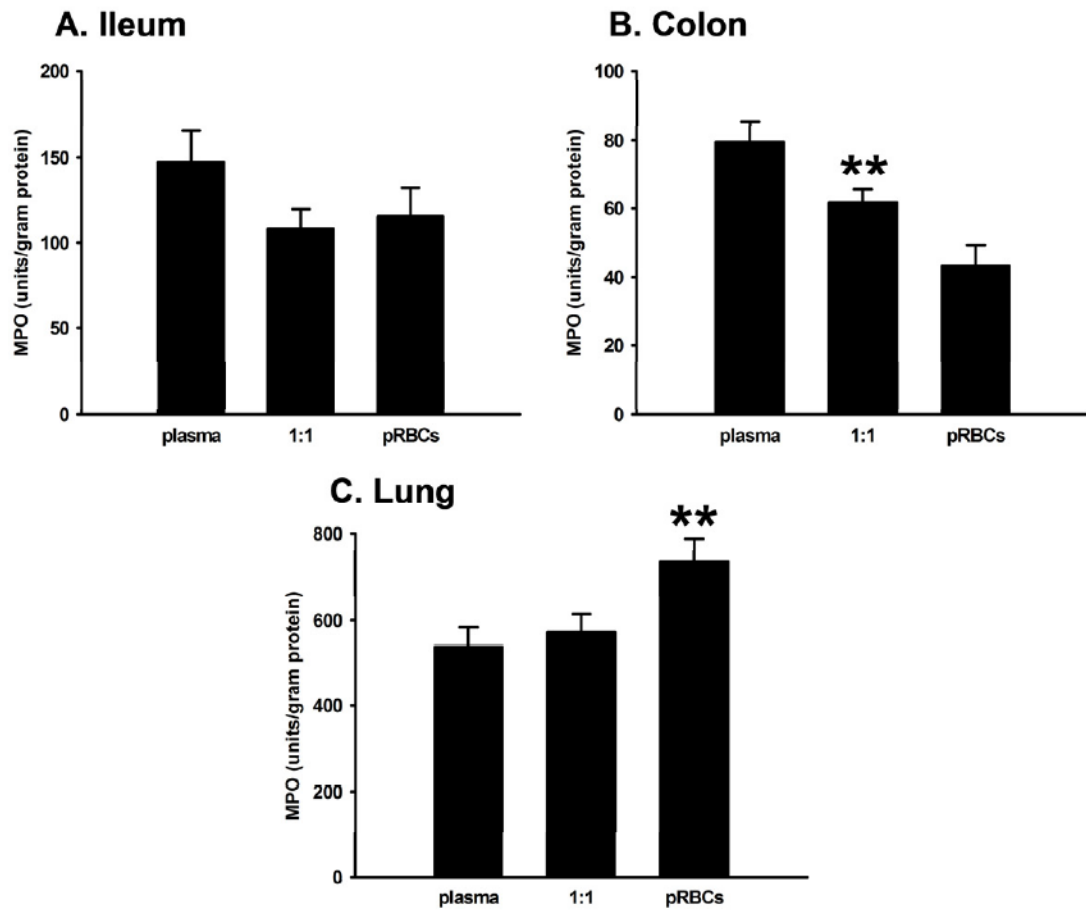 A. Ileum
MPO (units/gram protein)
200
150
100
50
0
plasma 1:1 pRBCs
B. Colon
MPO (units/gram protein)
100
80
**
60
40
20
0
plasma 1:1 pRBCs
C. Lung
MPO (units/gram protein)
**
800
600
400
200
0
plasma 1:1 pRBCs